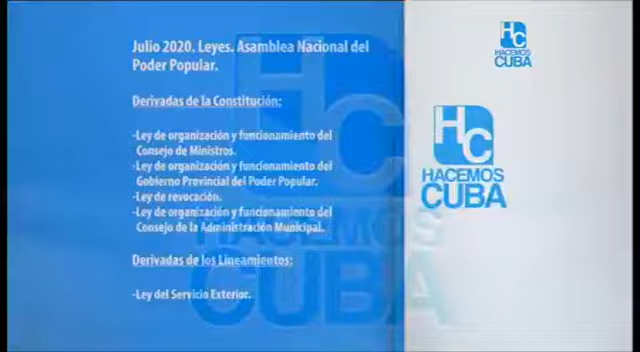 Julio 2020. Leyes. Asamblea Nacional del
Poder Popular.
Derivadas de la Constitución:
-Ley de organización y funcionamiento del
Consejo de Ministros.
-Ley de organización y funcionamiento del
Gobierno Provincial del Poder Popular.
-Ley de revocación.
-Ley de organización y funcionamiento del
Consejo de la Administración Municipal.
Derivadas de los Lineamientos:
-Ley del Servicio Exterior.
HC
HACEMOS
CUBA
HC
HACEMOS
CUBA
HC
HACEMOS
CUBA